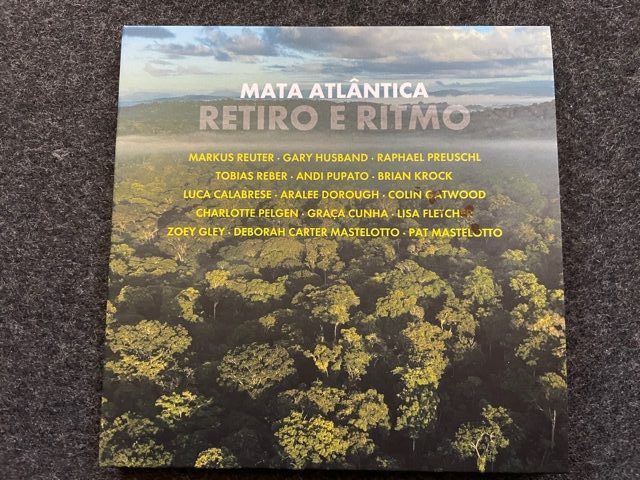 MATA ATLÂNTICA
RETIRO E RITMO
MARKUS REUTER · GARY HUSBAND · RAPHAEL PREUSCHL
TOBIAS REBER · ANDI PUPATO · BRIAN KROCK
LUCA CALABRESE · ARALEE DOROUGH · COLIN GATWOOD
CHARLOTTE PELGEN · GRAÇA CUNHA · LISA FLETCHER
ZOEY GLEY · DEBORAH CARTER MASTELOTTO · PAT MASTELOTTO